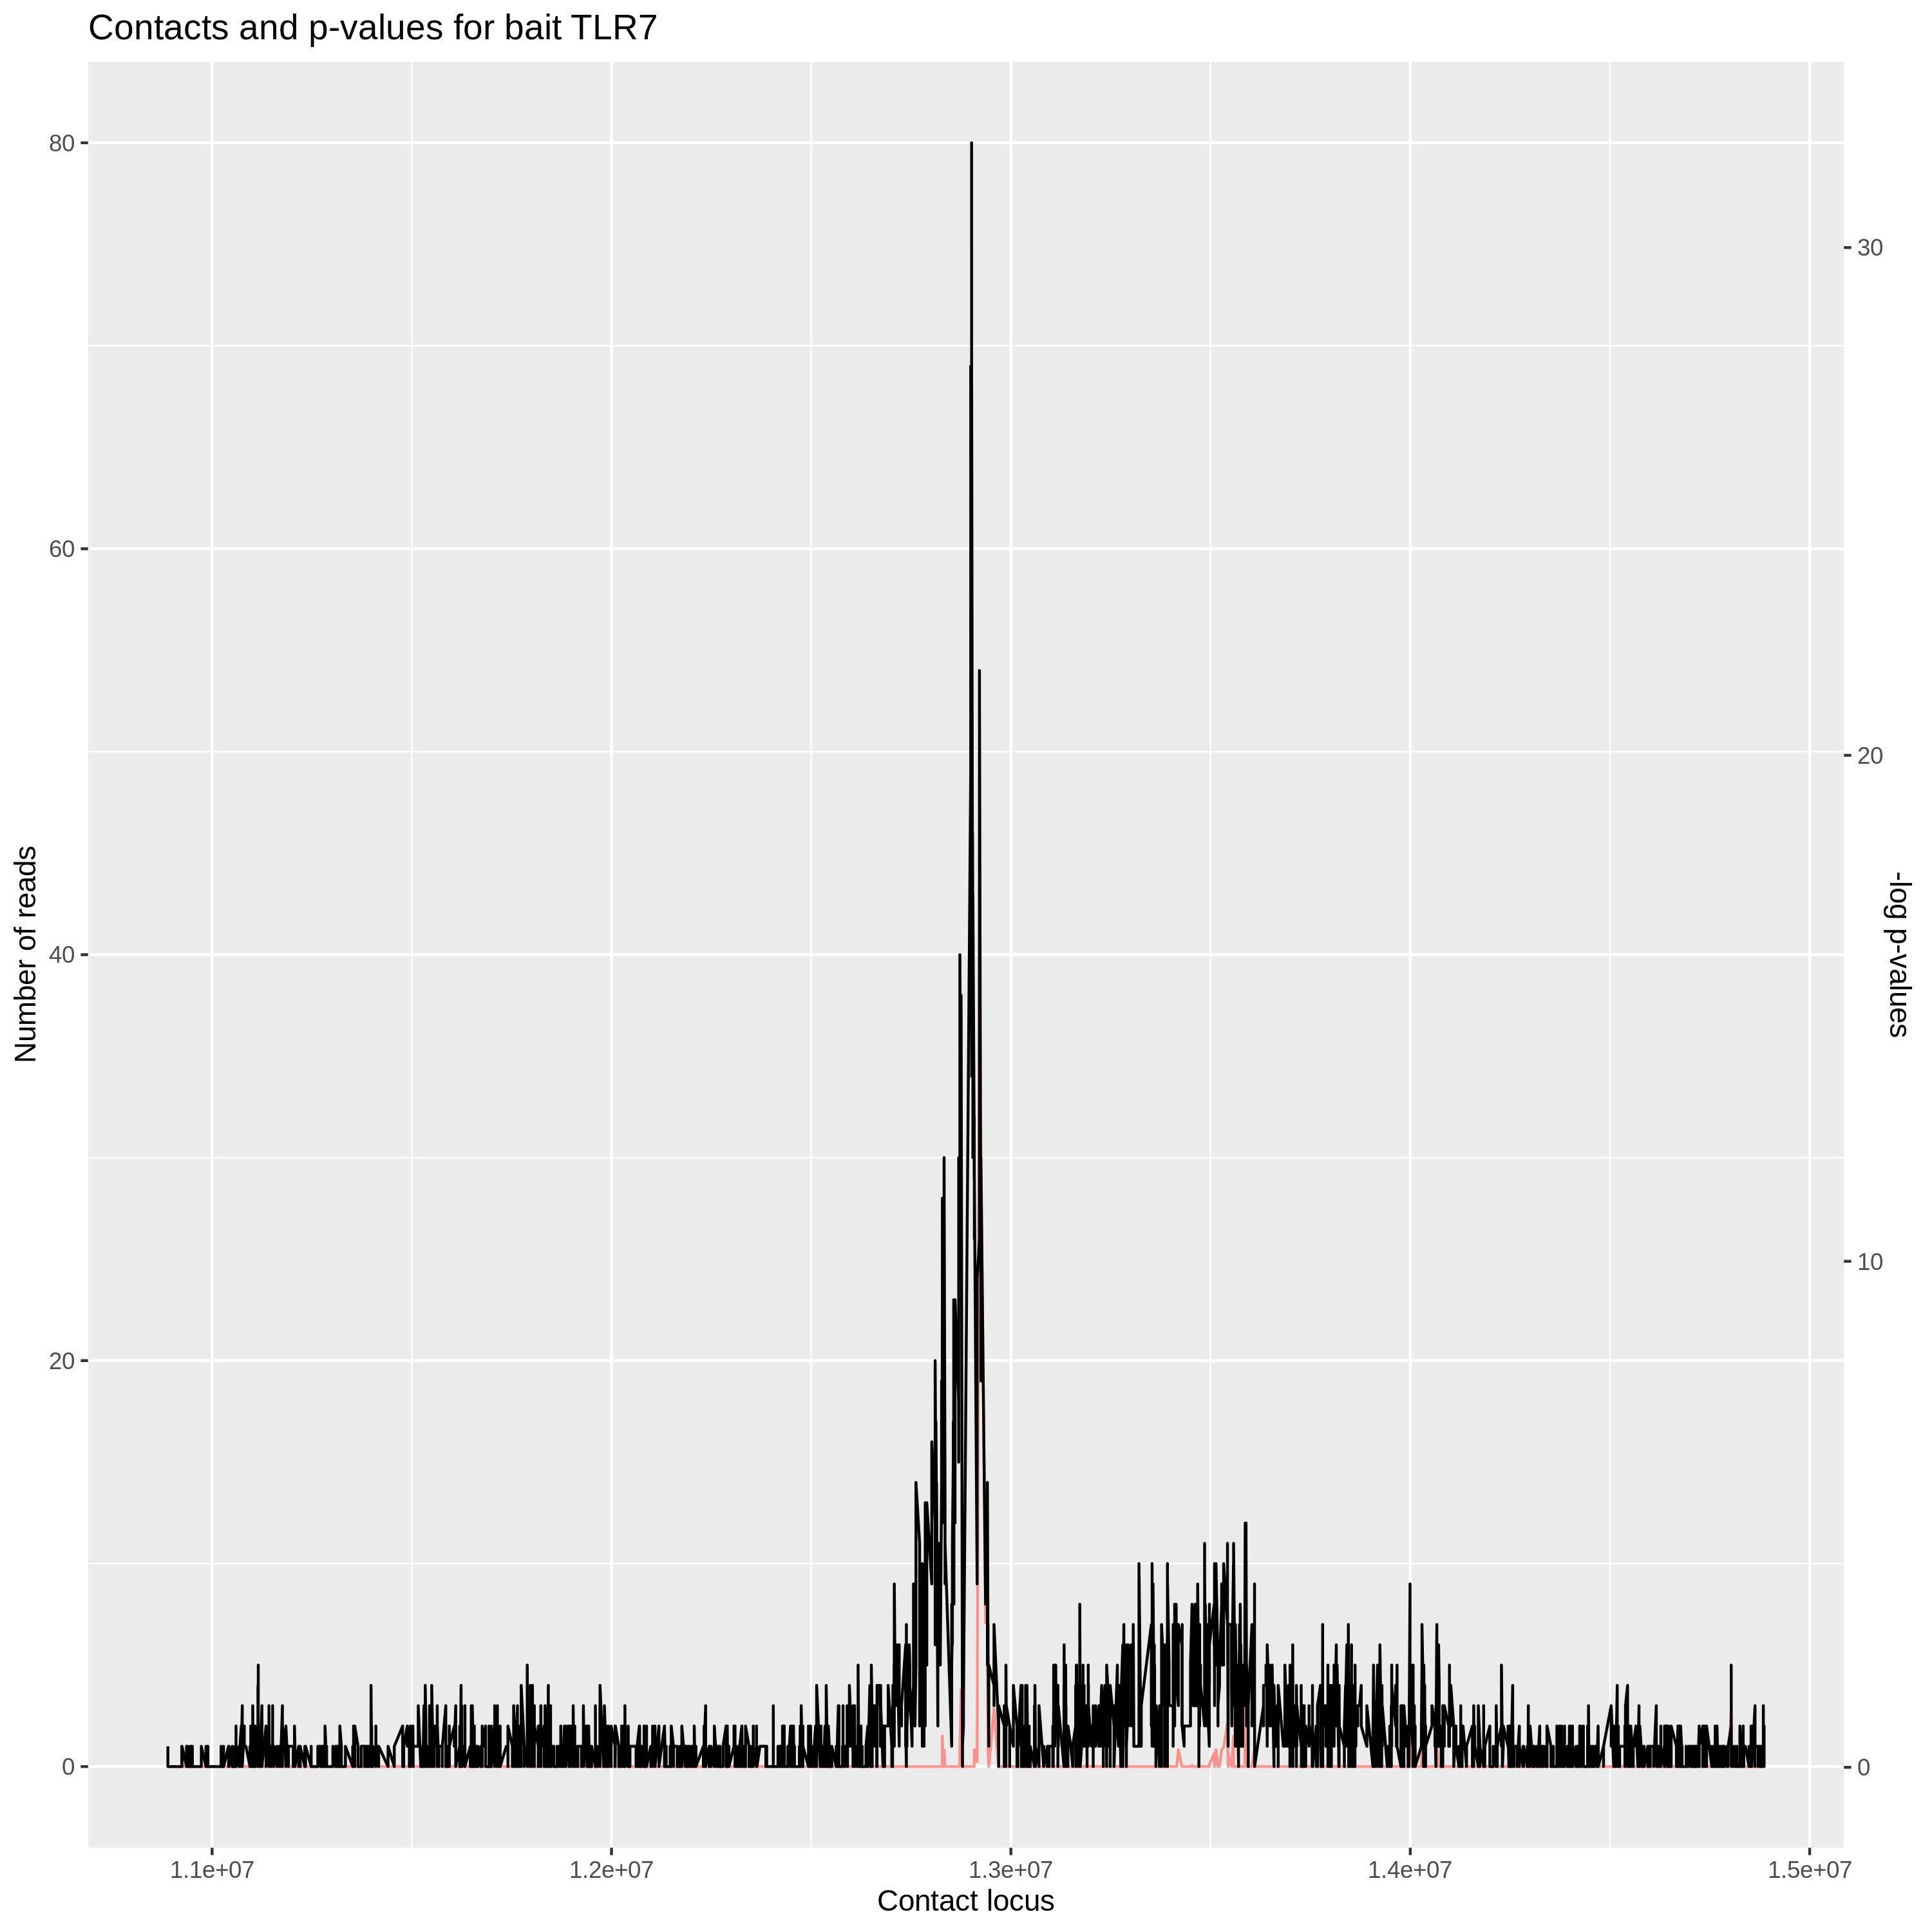 Contacts and p-values for bait TLR7
80
60
40
20
0
Number of reads
30
20
10
0
-log p-values
1.1e+07
1.2e+07
1.3e+07
1.4e+07
1.5e+07
Contact locus